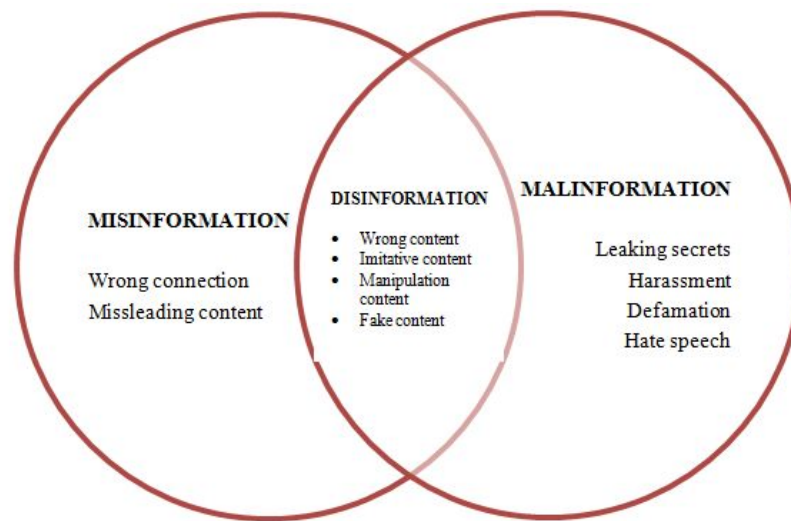 MISINFORMATION
Wrong connection
Missleading content
DISINFORMATION
• Wrong content
• Imitative content
• Manipulation
content
• Fake content
MALINFORMATION
Leaking secrets
Harassment
Defamation
Hate speech